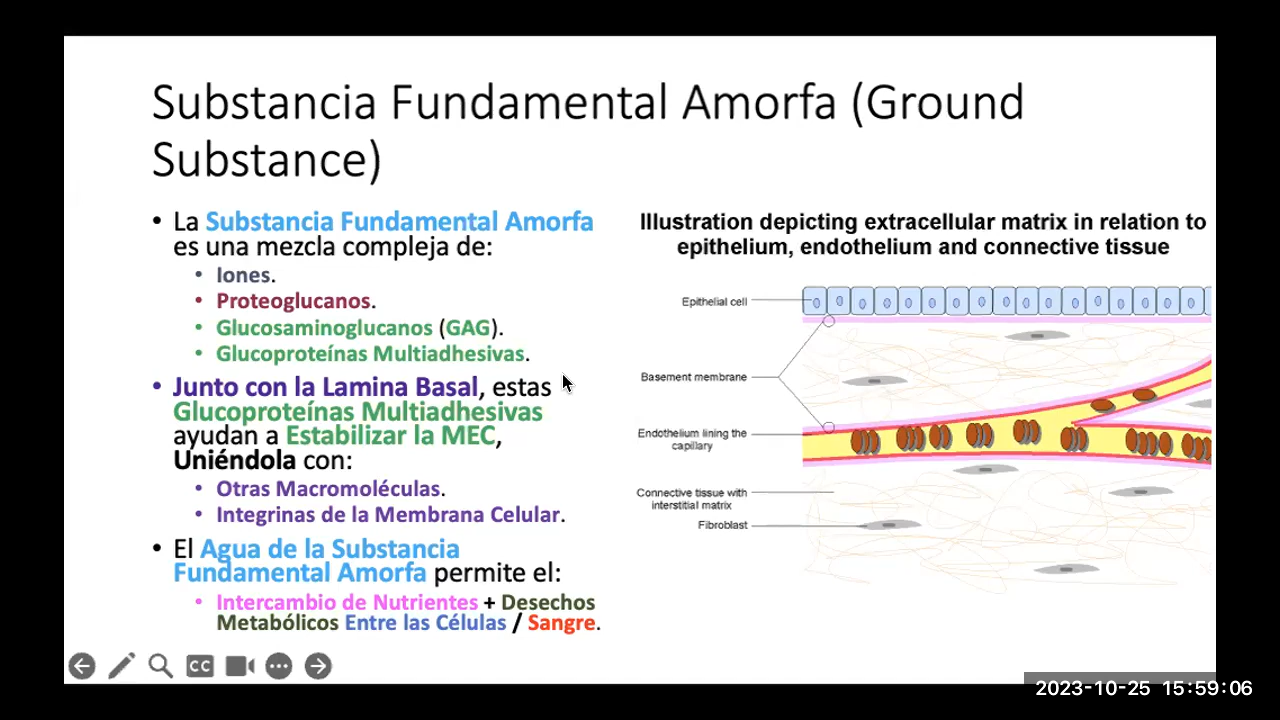 Substancia Fundamental Amorfa (Ground
Substance)
• La Substancia Fundamental Amorfa
es una mezcla compleja de:
• Iones.
• Proteoglucanos.
• Glucosaminoglucanos (GAG).
• Glucoproteínas Multiadhesivas.
• Junto con la Lamina Basal, estas
Glucoproteínas Multiadhesivas
ayudan a Estabilizar la MEC,
Uniéndola con:
• Otras Macromoléculas.
• Integrinas de la Membrana Celular.
• El Agua de la Substancia
Fundamental Amorfa permite el:
• Intercambio de Nutrientes + Desechos
Metabólicos Entre las Células / Sangre.
Illustration depicting extracellular matrix in relation to
epithelium, endothelium and connective tissue
Epithelial cell
Basement membrane
Endothelium lining the
capillary
Connective tissue with
interstitial matrix
Fibroblast
CC
2023-10-25 15:59:06